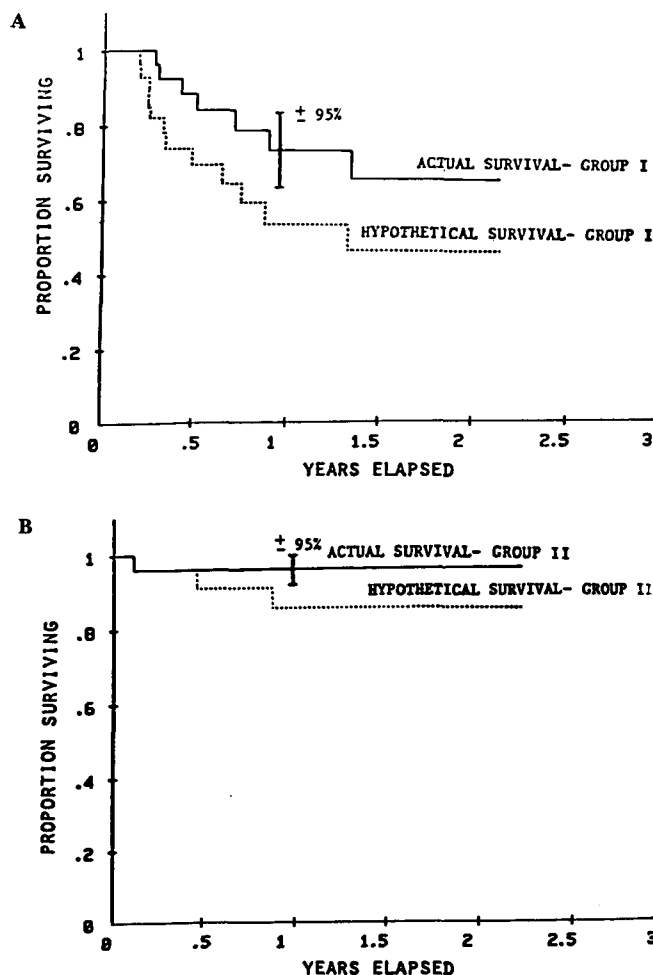 A
1
.8
.6
.4
.2
0
PROPORTION SURVIVING
± 95%
ACTUAL SURVIVAL- GROUP I
HYPOTHETICAL SURVIVAL- GROUP I
0 .5 1 1.5 2 2.5 3
YEARS ELAPSED
B
1
.8
.6
.4
.2
0
PROPORTION SURVIVING
± 95%
ACTUAL SURVIVAL- GROUP II
HYPOTHETICAL SURVIVAL- GROUP II
0 .5 1 1.5 2 2.5 3
YEARS ELAPSED